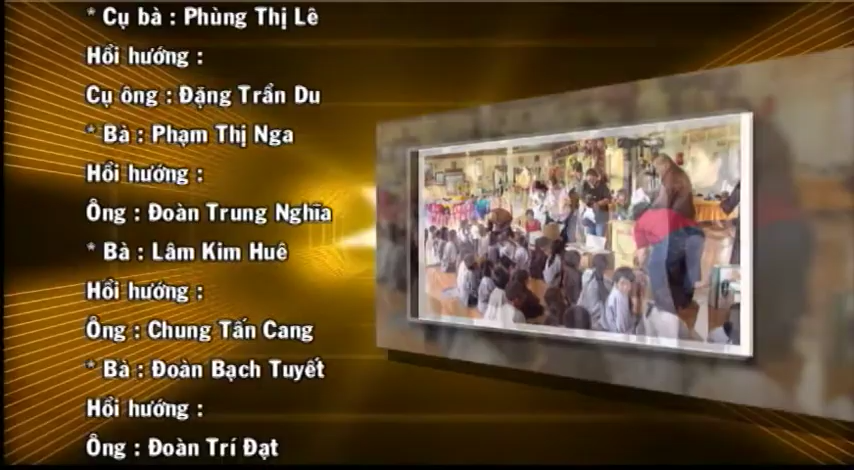 * Cụ bà : Phùng Thị Lê
Hồi hướng :
Cụ ông : Đặng Trần Du
* Bà : Phạm Thị Nga
Hồi hướng :
Ông : Đoàn Trung Nghĩa
* Bà : Lâm Kim Huê
Hồi hướng :
Ông : Chung Tấn Cang
* Bà : Đoàn Bạch Tuyết
Hồi hướng :
Ông : Đoàn Trí Đạt